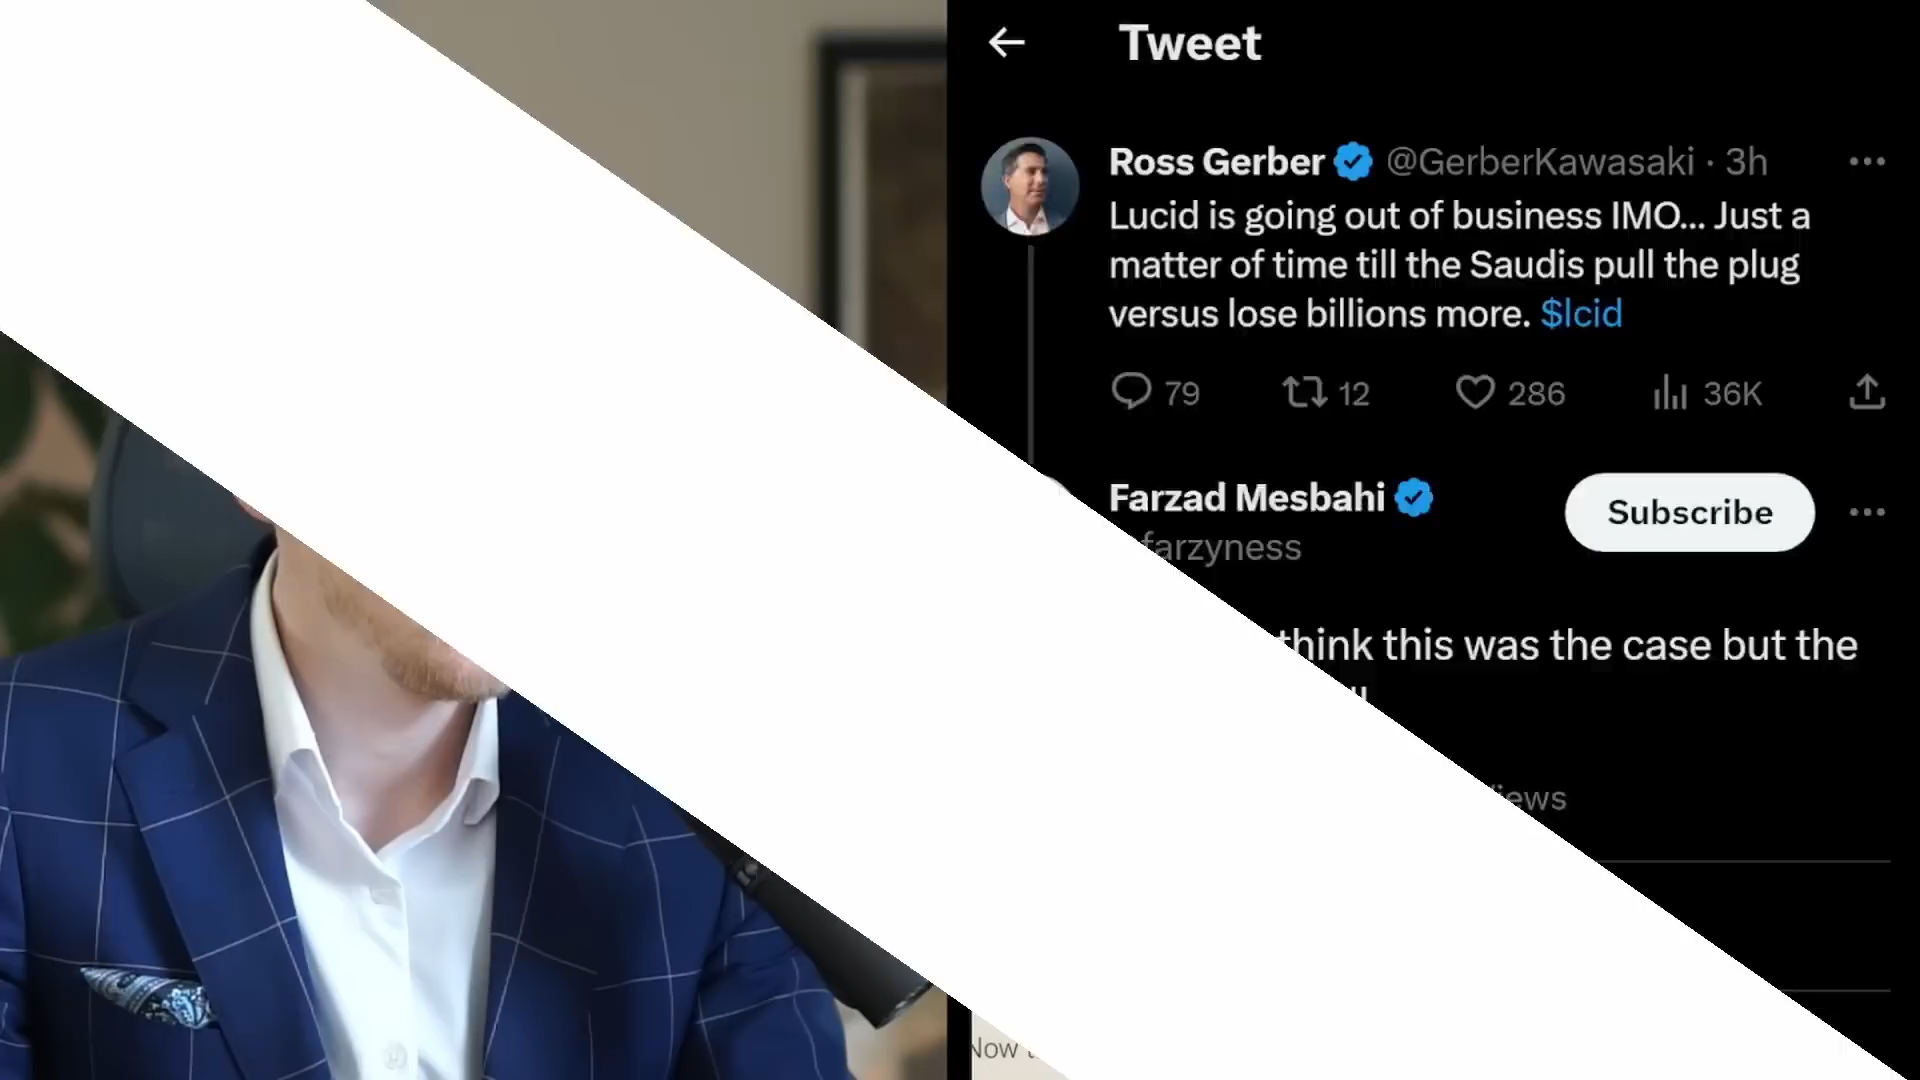 Tweet
Ross Gerber @GerberKawasaki · 3h
Lucid is going out of business IMO... Just a
matter of time till the Saudis pull the plug
versus lose billions more. $lcid
79 12 286 36K
Farzad Mesbahi
Subscribe
farzyness
think this was the case but the
Now